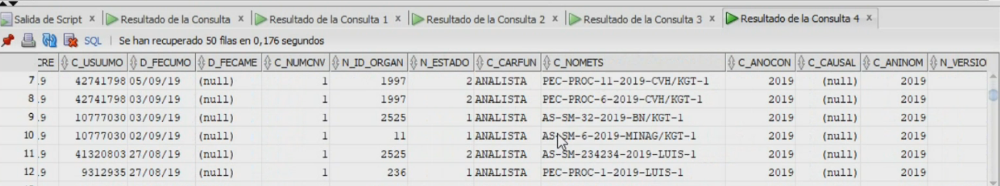 Salida de Script x Resultado de la Consulta x Resultado de la Consulta 1 x Resultado de la Consulta 2 x Resultado de la Consulta 3 x Resultado de la Consulta 4 x
SQL | Se han recuperado 50 filas en 0,176 segundos
CRE C_USUUMO D_FECUMO D_FECAME C_NUMCNV N_ID_ORGAN N_ESTADO C_CARFUN C_NOMETS C_ANOCON C_CAUSAL C_ANINOM N_VERSIO
7 .9 42741798 05/09/19 (null) 1 1997 2 ANALISTA PEC-PROC-11-2019-CVH/KGT-1 2019 (null) 2019
8 .9 42741798 03/09/19 (null) 1 1997 2 ANALISTA PEC-PROC-6-2019-CVH/KGT-1 2019 (null) 2019
9 .9 10777030 03/09/19 (null) 1 2525 1 ANALISTA AS-SM-32-2019-BN/KGT-1 2019 (null) 2019
10 .9 10777030 02/09/19 (null) 1 11 1 ANALISTA AS-SM-6-2019-MINAG/KGT-1 2019 (null) 2019
11 .9 41320803 27/08/19 (null) 1 2525 2 ANALISTA AS-SM-234234-2019-LUIS-1 2019 (null) 2019
12 .9 9312935 27/08/19 (null) 1 236 1 ANALISTA PEC-PROC-1-2019-LUIS-1 2019 (null) 2019